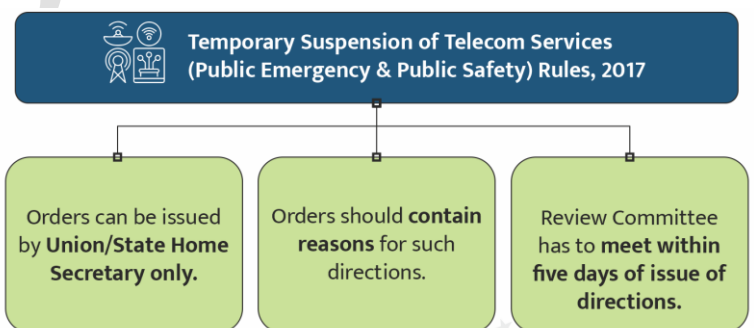 Temporary Suspension of Telecom Services
(Public Emergency & Public Safety) Rules, 2017
Orders can be issued
by Union/State Home
Secretary only.
Orders should contain
reasons for such
directions.
Review Committee
has to meet within
five days of issue of
directions.